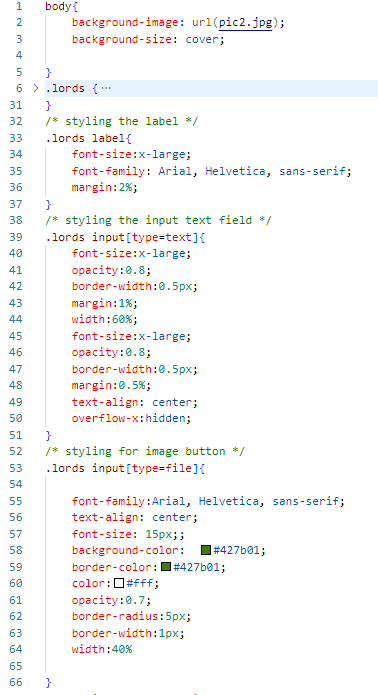 1 body{
2 background-image: url(pic2.jpg);
3 background-size: cover;
4
5 }
6 > .lords { ⋯
31 }
32 /* styling the label */
33 .lords label{
34 font-size:x-large;
35 font-family: Arial, Helvetica, sans-serif;
36 margin:2%;
37 }
38 /* styling the input text field */
39 .lords input[type=text]{
40 font-size:x-large;
41 opacity:0.8;
42 border-width:0.5px;
43 margin:1%;
44 width:60%;
45 font-size:x-large;
46 opacity:0.8;
47 border-width:0.5px;
48 margin:0.5%;
49 text-align: center;
50 overflow-x:hidden;
51 }
52 /* styling for image button */
53 .lords input[type=file]{
54
55 font-family:Arial, Helvetica, sans-serif;
56 text-align: center;
57 font-size: 15px;;
58 background-color: #427b01;
59 border-color: #427b01;
60 color: #fff;
61 opacity:0.7;
62 border-radius:5px;
63 border-width:1px;
64 width:40%
65
66 }